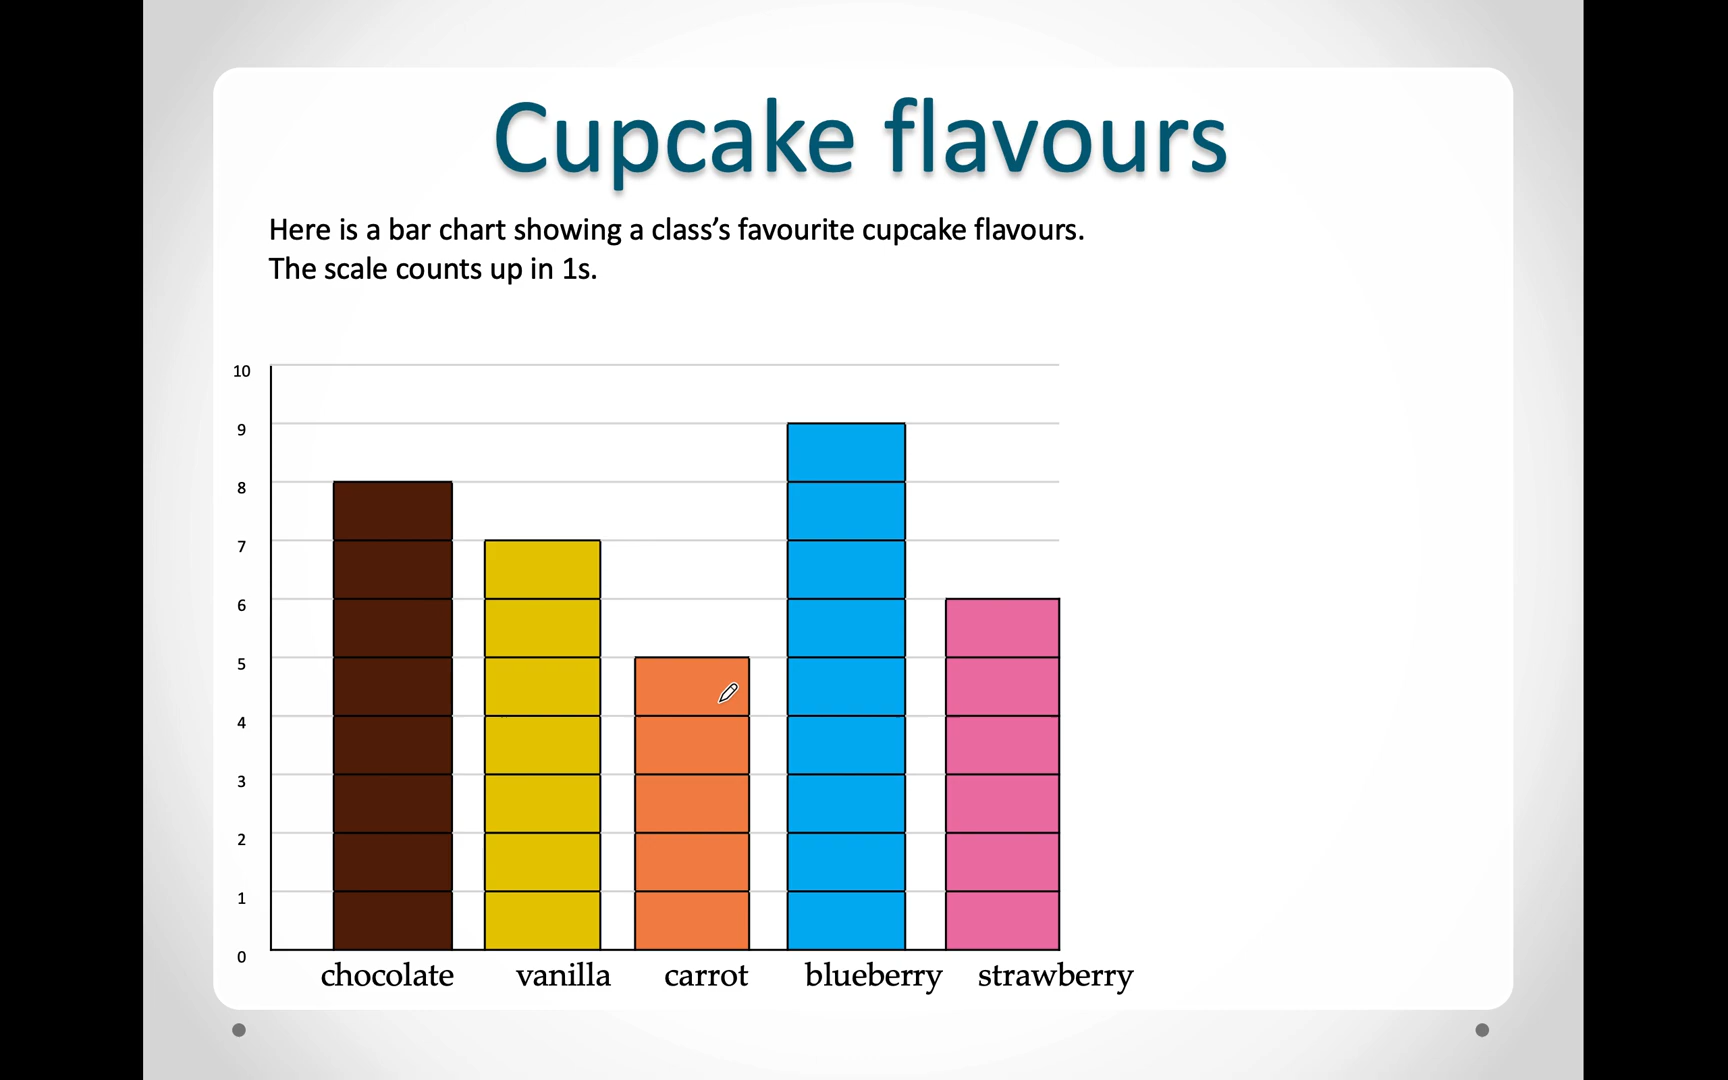 Cupcake flavours
Here is a bar chart showing a class’s favourite cupcake flavours.
The scale counts up in 1s.
10
9
8
7
6
5
4
3
2
1
0
chocolate vanilla carrot blueberry strawberry